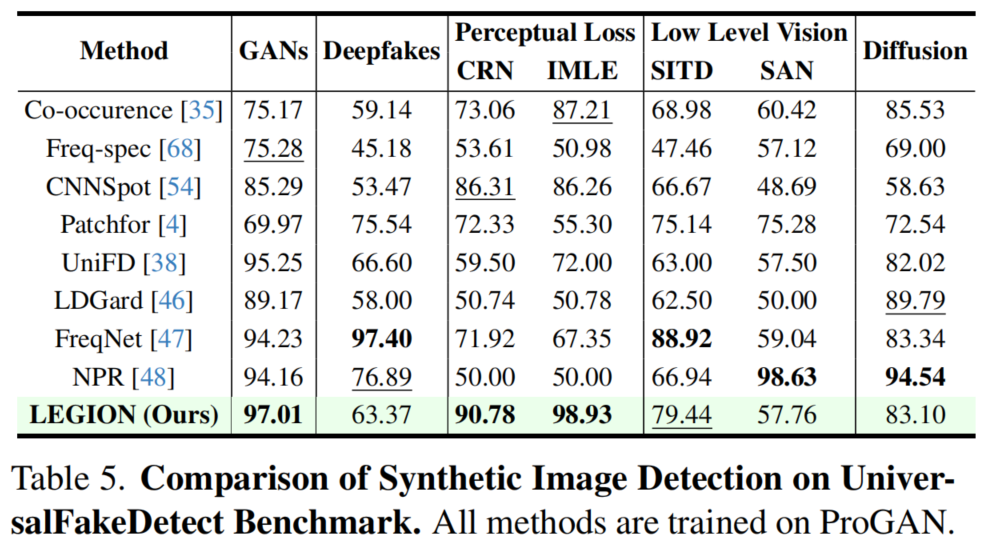 Method GANs Deepfakes Perceptual Loss Low Level Vision Diffusion
CRN IMLE SITD SAN
Co-occurence [35] 75.17 59.14 73.06 87.21 68.98 60.42 85.53
Freq-spec [68] 75.28 45.18 53.61 50.98 47.46 57.12 69.00
CNNSpot [54] 85.29 53.47 86.31 86.26 66.67 48.69 58.63
Patchfor [4] 69.97 75.54 72.33 55.30 75.14 75.28 72.54
UniFD [38] 95.25 66.60 59.50 72.00 63.00 57.50 82.02
LDGard [46] 89.17 58.00 50.74 50.78 62.50 50.00 89.79
FreqNet [47] 94.23 97.40 71.92 67.35 88.92 59.04 83.34
NPR [48] 94.16 76.89 50.00 50.00 66.94 98.63 94.54
LEGION (Ours) 97.01 63.37 90.78 98.93 79.44 57.76 83.10
Table 5. Comparison of Synthetic Image Detection on Univer-
salFakeDetect Benchmark. All methods are trained on ProGAN.